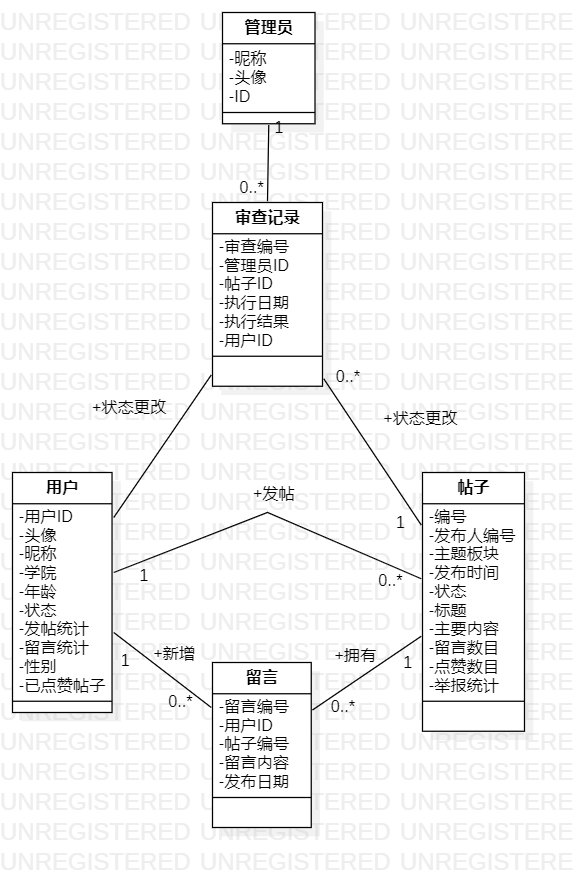 管理员
-昵称
-头像
-ID
1
0..*
审查记录
-审查编号
-管理员ID
-帖子ID
-执行日期
-执行结果
-用户ID
0..*
+状态更改
+状态更改
用户
-用户ID
-头像
-昵称
-学院
-年龄
-状态
-发帖统计
-留言统计
-性别
-已点赞帖子
+发帖
1
0..*
1
帖子
-编号
-发布人编号
-主题板块
-发布时间
-状态
-标题
-主要内容
-留言数目
-点赞数目
-举报统计
+新增
1
0..*
+拥有
1
0..*
留言
-留言编号
-用户ID
-帖子编号
-留言内容
-发布日期
UNREGISTERED